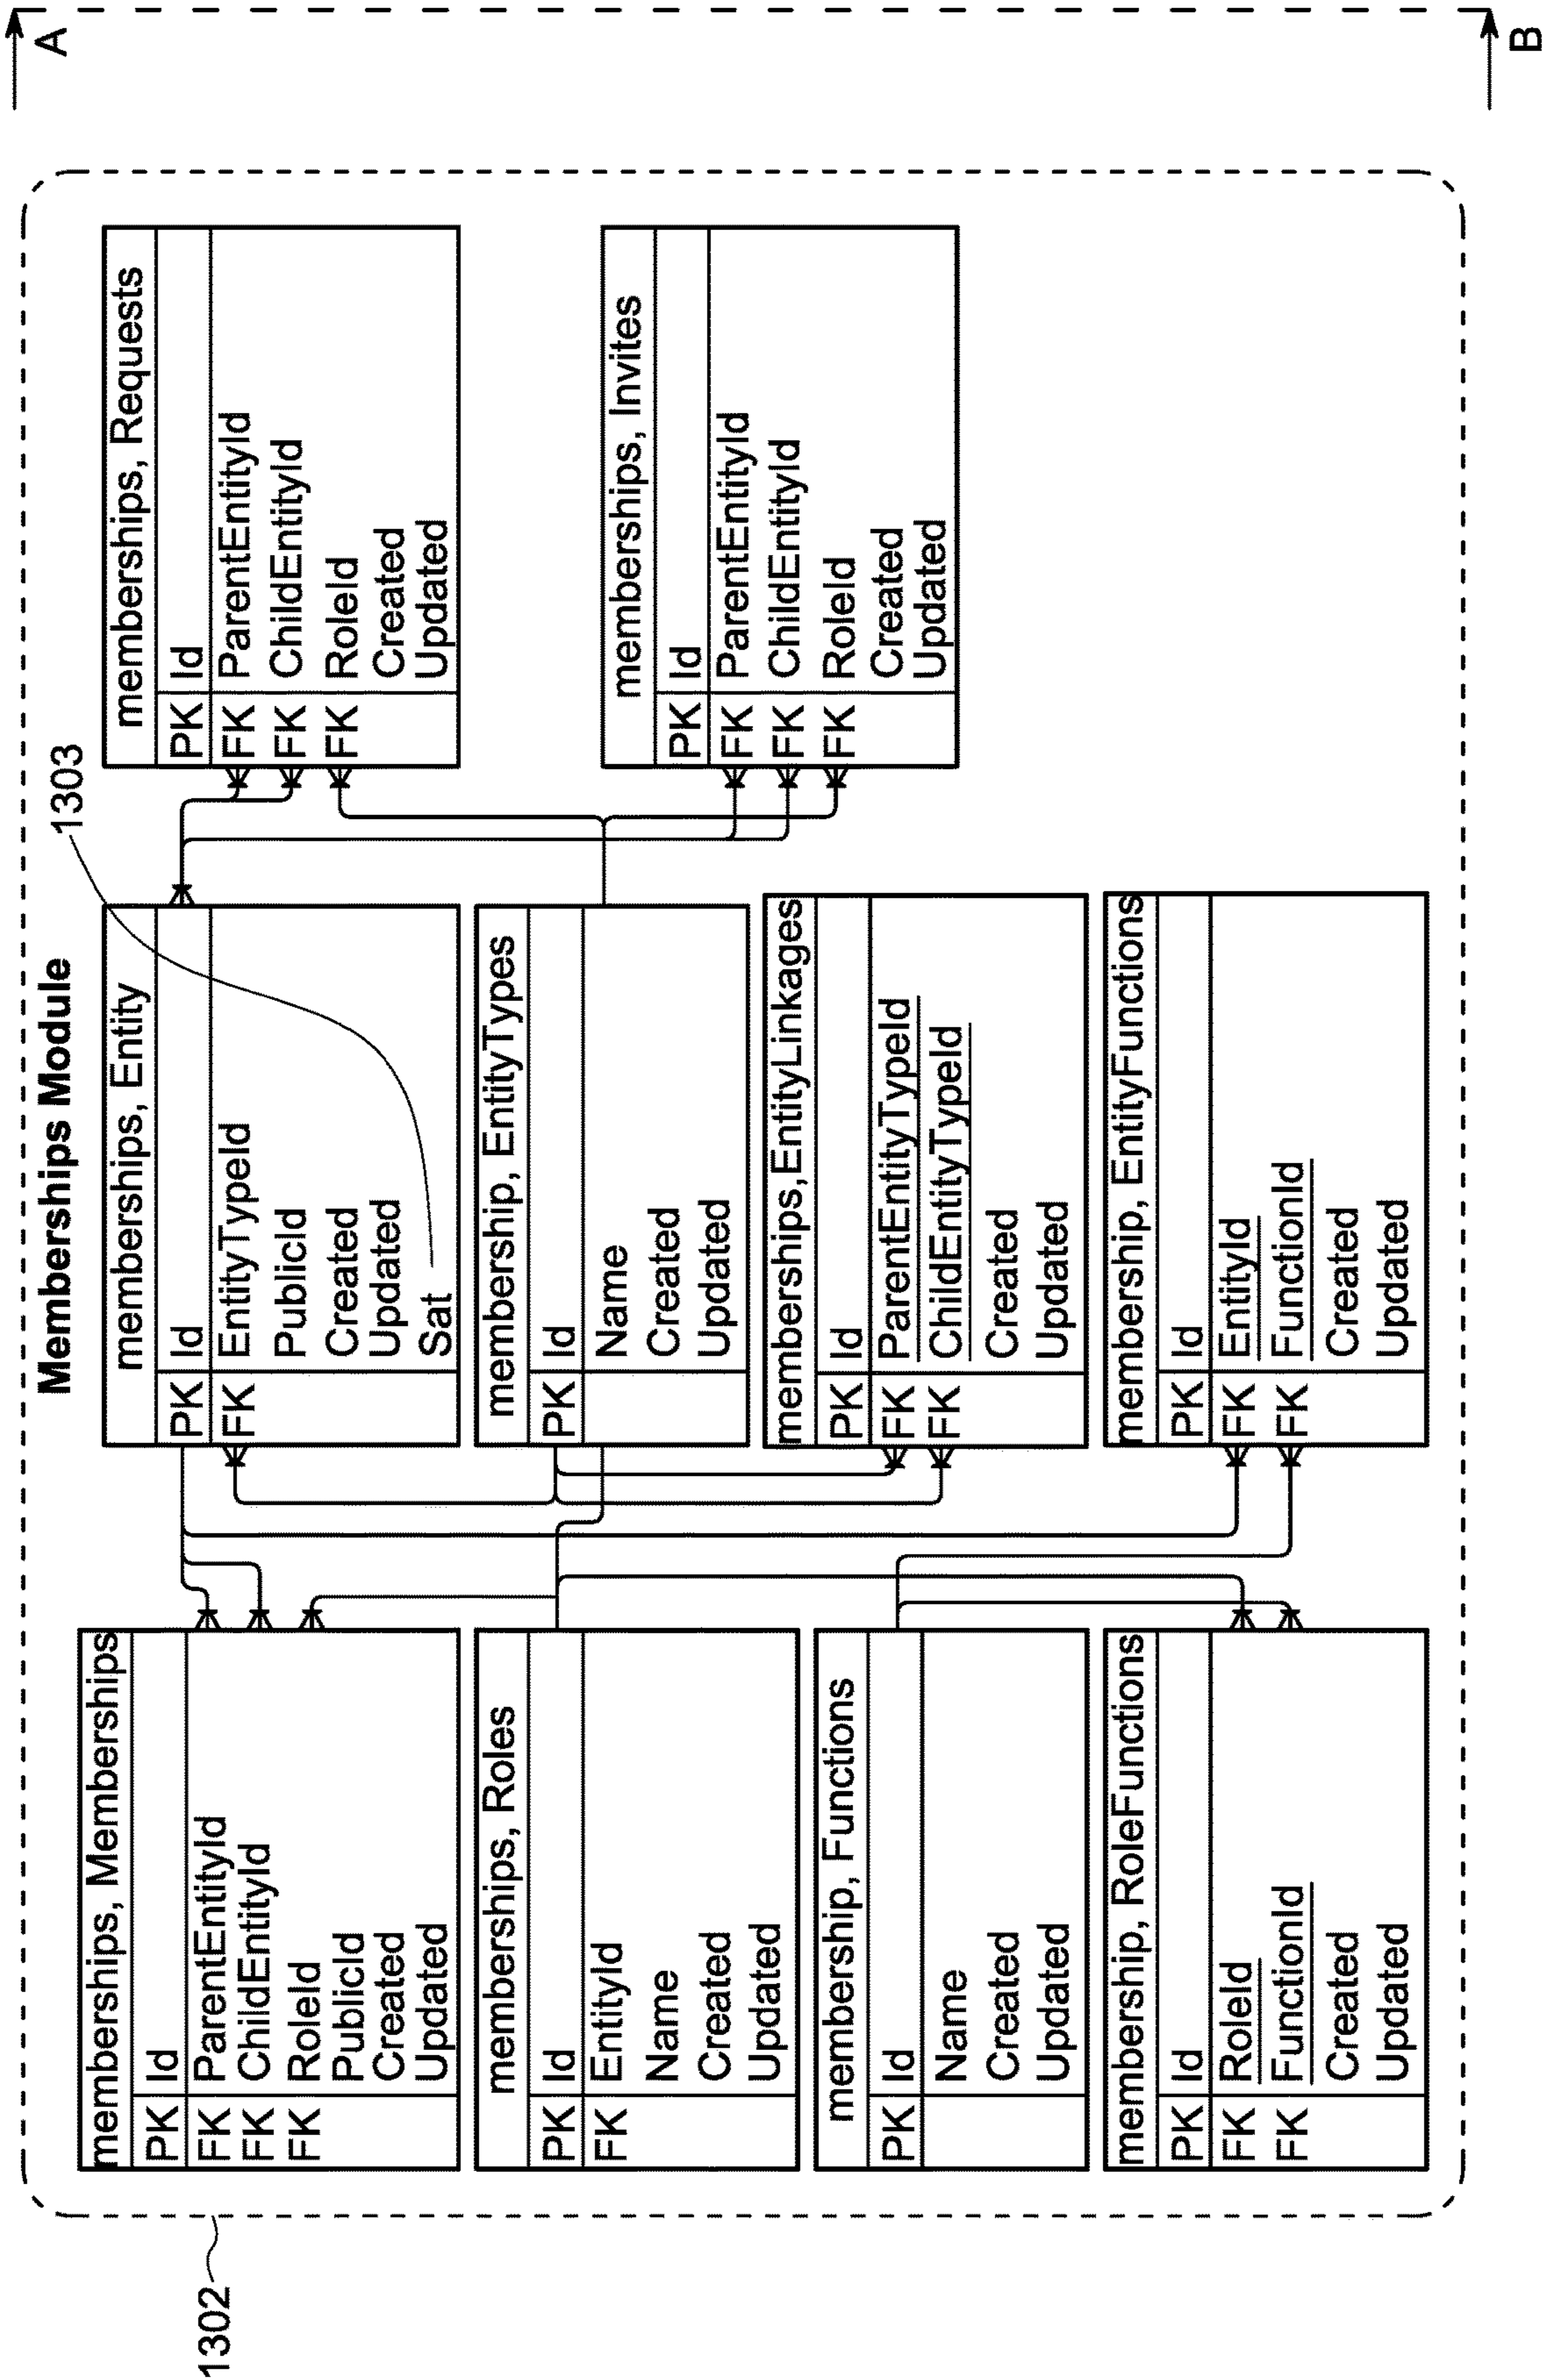 Memberships Module
1302
1303
A
B
memberships, Memberships
PK Id
FK ParentEntityId
FK ChildEntityId
FK RoleId
PublicId
Created
Updated
memberships, Roles
PK Id
FK EntityId
Name
Created
Updated
membership, Functions
PK Id
Name
Created
Updated
membership, RoleFunctions
PK Id
FK RoleId
FK FunctionId
Created
Updated
memberships, Entity
PK Id
FK EntityTypeId
PublicId
Created
Updated
Sat
membership, EntityTypes
PK Id
Name
Created
Updated
memberships,EntityLinkages
PK Id
FK ParentEntityTypeId
FK ChildEntityTypeId
Created
Updated
membership, EntityFunctions
PK Id
FK EntityId
FK FunctionId
Created
Updated
memberships, Requests
PK Id
FK ParentEntityId
FK ChildEntityId
FK RoleId
Created
Updated
memberships, Invites
PK Id
FK ParentEntityId
FK ChildEntityId
FK RoleId
Created
Updated